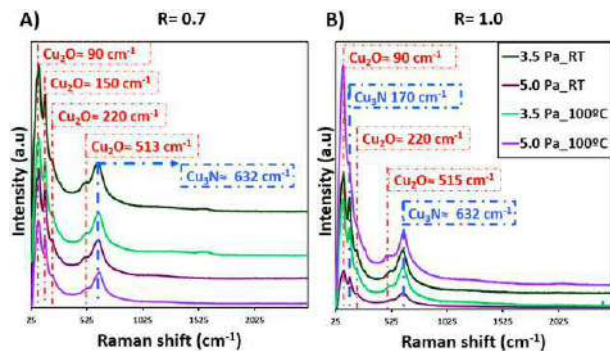 A) R= 0.7
Cu₂O≈ 90 cm⁻¹
Cu₂O≈ 150 cm⁻¹
Cu₂O≈ 220 cm⁻¹
Cu₂O≈ 513 cm⁻¹
Cu₃N≈ 632 cm⁻¹
Intensity (a.u)
25 525 1025 1525 2025
Raman shift (cm⁻¹)
B) R= 1.0
Cu₂O≈ 90 cm⁻¹
Cu₃N 170 cm⁻¹
Cu₂O≈ 220 cm⁻¹
Cu₂O≈ 515 cm⁻¹
Cu₃N≈ 632 cm⁻¹
3.5 Pa_RT
5.0 Pa_RT
3.5 Pa_100ºC
5.0 Pa_100ºC
Intensity (a.u)
25 525 1025 1525 2025
Raman shift (cm⁻¹)